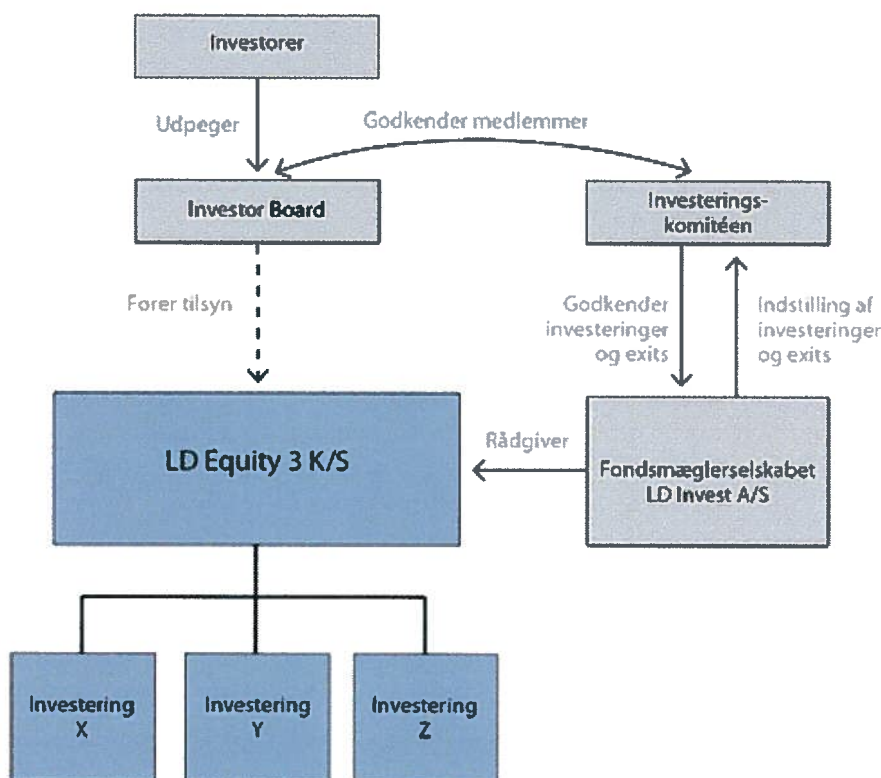 Investorer
Udpeger
Godkender medlemmer
Investor Board
Investerings-
komitéen
Fører tilsyn
Godkender
investeringer
og exits
Indstilling af
investeringer
og exits
LD Equity 3 K/S
Rådgiver
Fondsmæglerselskabet
LD Invest A/S
Investering
X
Investering
Y
Investering
Z